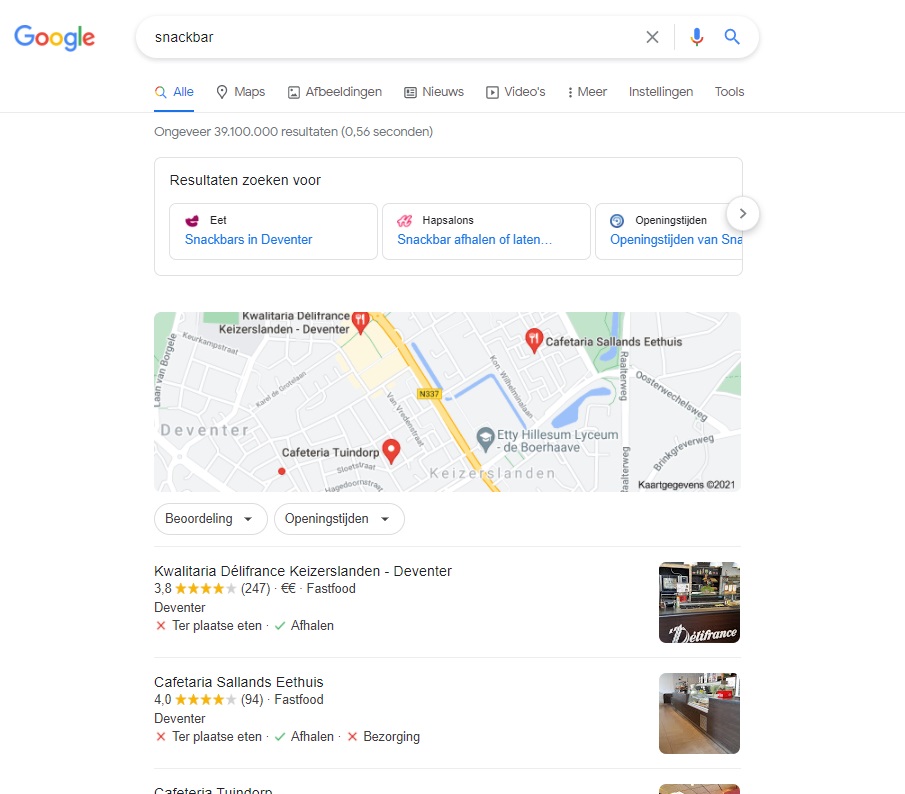 Google
snackbar
Alle
Maps
Afbeeldingen
Nieuws
Video's
Meer
Instellingen
Tools
Ongeveer 39.100.000 resultaten (0,56 seconden)
Resultaten zoeken voor
Eet
Snackbars in Deventer
Hapsalons
Snackbar afhalen of laten...
Openingstijden
Openingstijden van Sna
Kwalitaria Délifrance
Keizerslanden - Deventer
Cafetaria Sallands Eethuis
Keurkampstraat
Laan van Borgele
Karel de Grotelaan
Kon. Wilhelminalaan
Raalterweg
Oosterwechelsweg
N337
Van Vredenstraat
Deventer
Etty Hillesum Lyceum
- de Boerhaave
Brinkgreverweg
Cafeteria Tuindorp
Sloetstraat
Keizerslanden
Raalterweg
Hagedoornstraat
Kaartgegevens ©2021
Beoordeling
Openingstijden
Kwalitaria Délifrance Keizerslanden - Deventer
3,8 (247) · €€ · Fastfood
Deventer
Ter plaatse eten · Afhalen
Délifrance
Cafetaria Sallands Eethuis
4,0 (94) · Fastfood
Deventer
Ter plaatse eten · Afhalen · Bezorging
Cafeteria Tuindorp